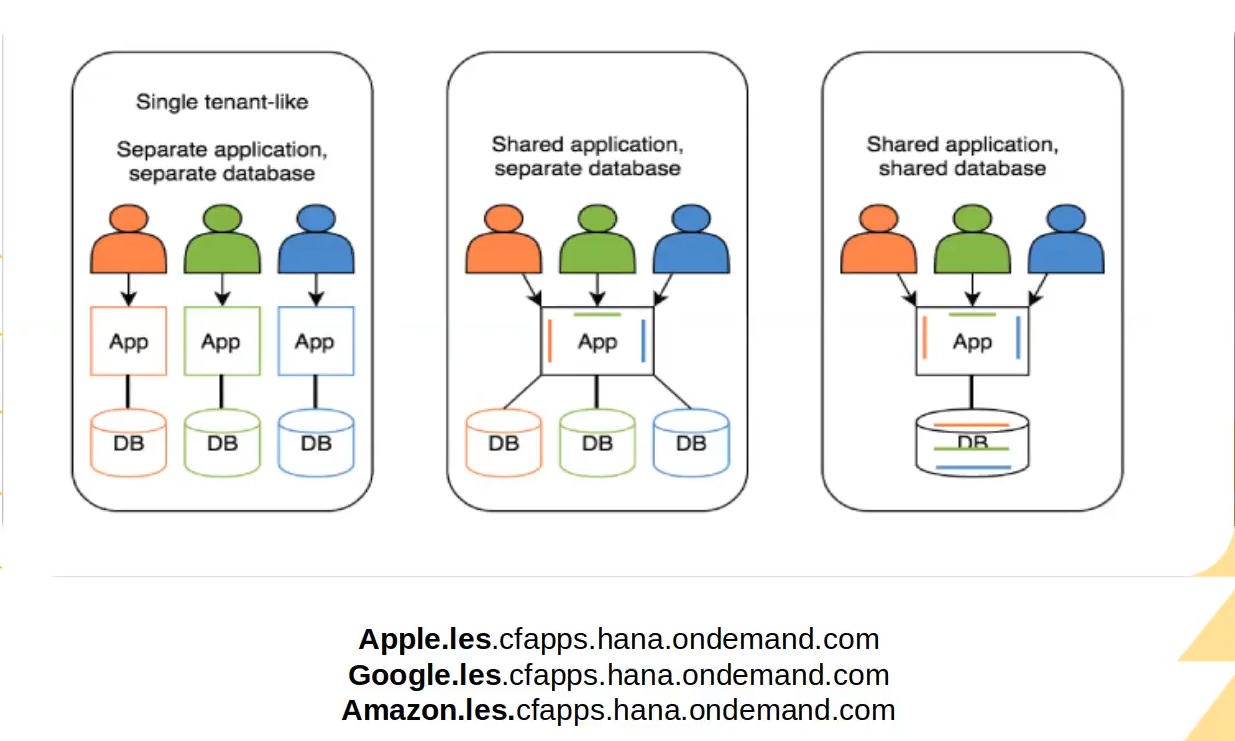 Single tenant-like
Separate application,
separate database
App
App
App
DB
DB
DB
Shared application,
separate database
App
DB
DB
DB
Shared application,
shared database
App
DB
Apple.les.cfapps.hana.ondemand.com
Google.les.cfapps.hana.ondemand.com
Amazon.les.cfapps.hana.ondemand.com